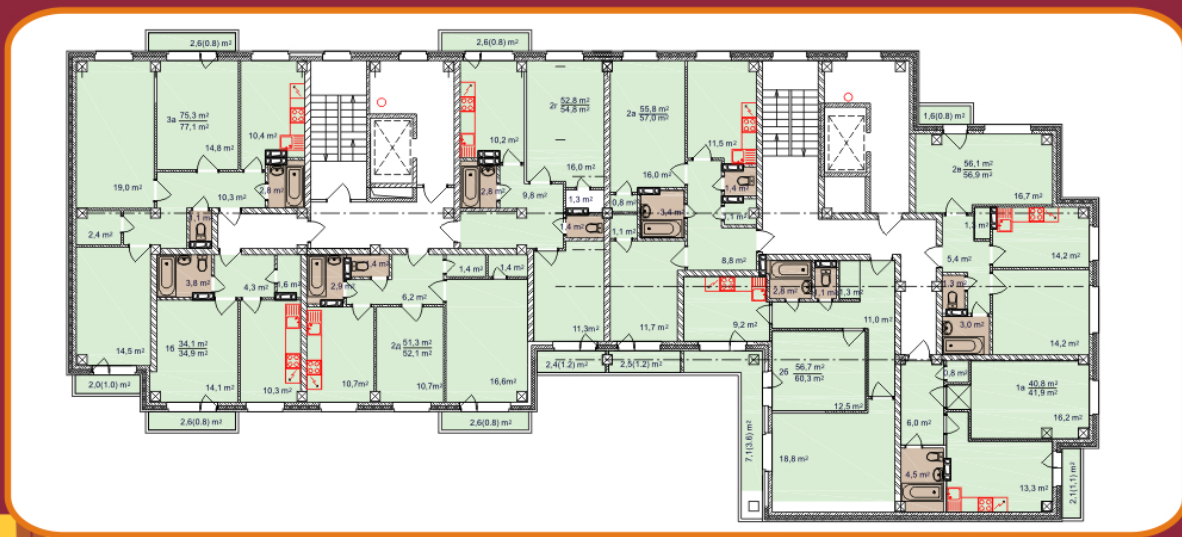 2,6(0.8) m²
2,6(0.8) m²
3а 75,3 m²
77,1 m²
10,4 m²
14,8 m²
19,0 m²
10.3 m²
2,8 m²
2,4 m²
2г 52,8 m²
54,8 m²
10,2 m²
16,0 m²
2,8 m²
9,8 m²
1,3 m²
1,4 m²
2а 55,8 m²
57,0 m²
11,5 m²
16,0 m²
0,8 m²
3,4 m²
1,4 m²
1,1 m²
1,1 m²
8,8 m²
1,6(0.8) m²
2в 56,1 m²
56,9 m²
16,7 m²
14,2 m²
5,4 m²
1,3 m²
3,0 m²
14,2 m²
3,8 m²
4,3 m²
1,6 m²
1б 34,1 m²
34,9 m²
14,5 m²
14,1 m²
10,3 m²
2,0(1.0) m²
2,6(0.8) m²
2,9 m²
1,4 m²
6,2 m²
1,4 m²
1,4 m²
2д 51,3 m²
52,1 m²
10,7 m²
10,7 m²
16,6 m²
2,6(0.8) m²
11,3 m²
11,7 m²
9,2 m²
2,4(1.2) m²
2,5(1.2) m²
2,8 m²
1,1 m²
1,3 m²
11,0 m²
2б 56,7 m²
60,3 m²
12,5 m²
7,1(3.6) m²
18,8 m²
0,8 m²
1а 40,8 m²
41,9 m²
16,2 m²
6,0 m²
4,5 m²
13,3 m²
2,1(1,1) m²